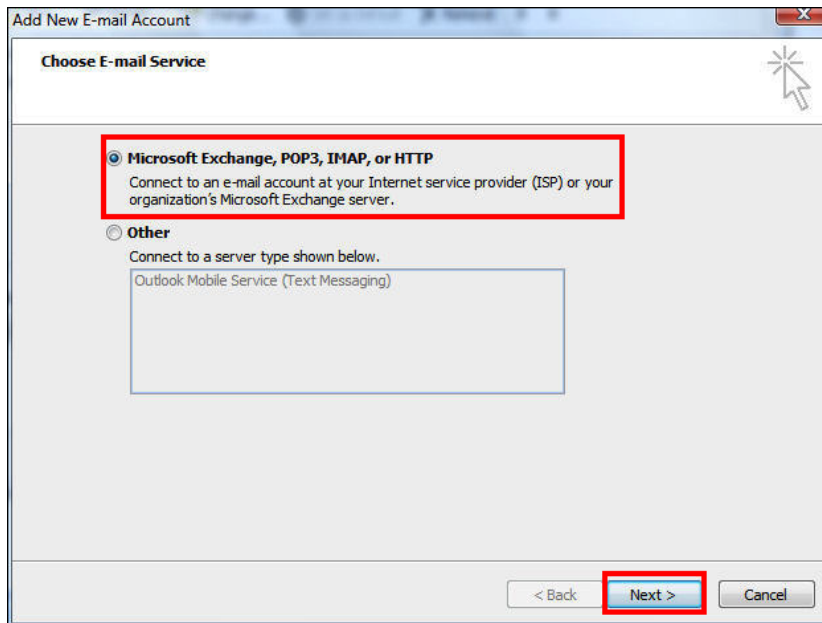 Add New E-mail Account
Choose E-mail Service
Microsoft Exchange, POP3, IMAP, or HTTP
Connect to an e-mail account at your Internet service provider (ISP) or your
organization's Microsoft Exchange server.
Other
Connect to a server type shown below.
Outlook Mobile Service (Text Messaging)
< Back
Next >
Cancel